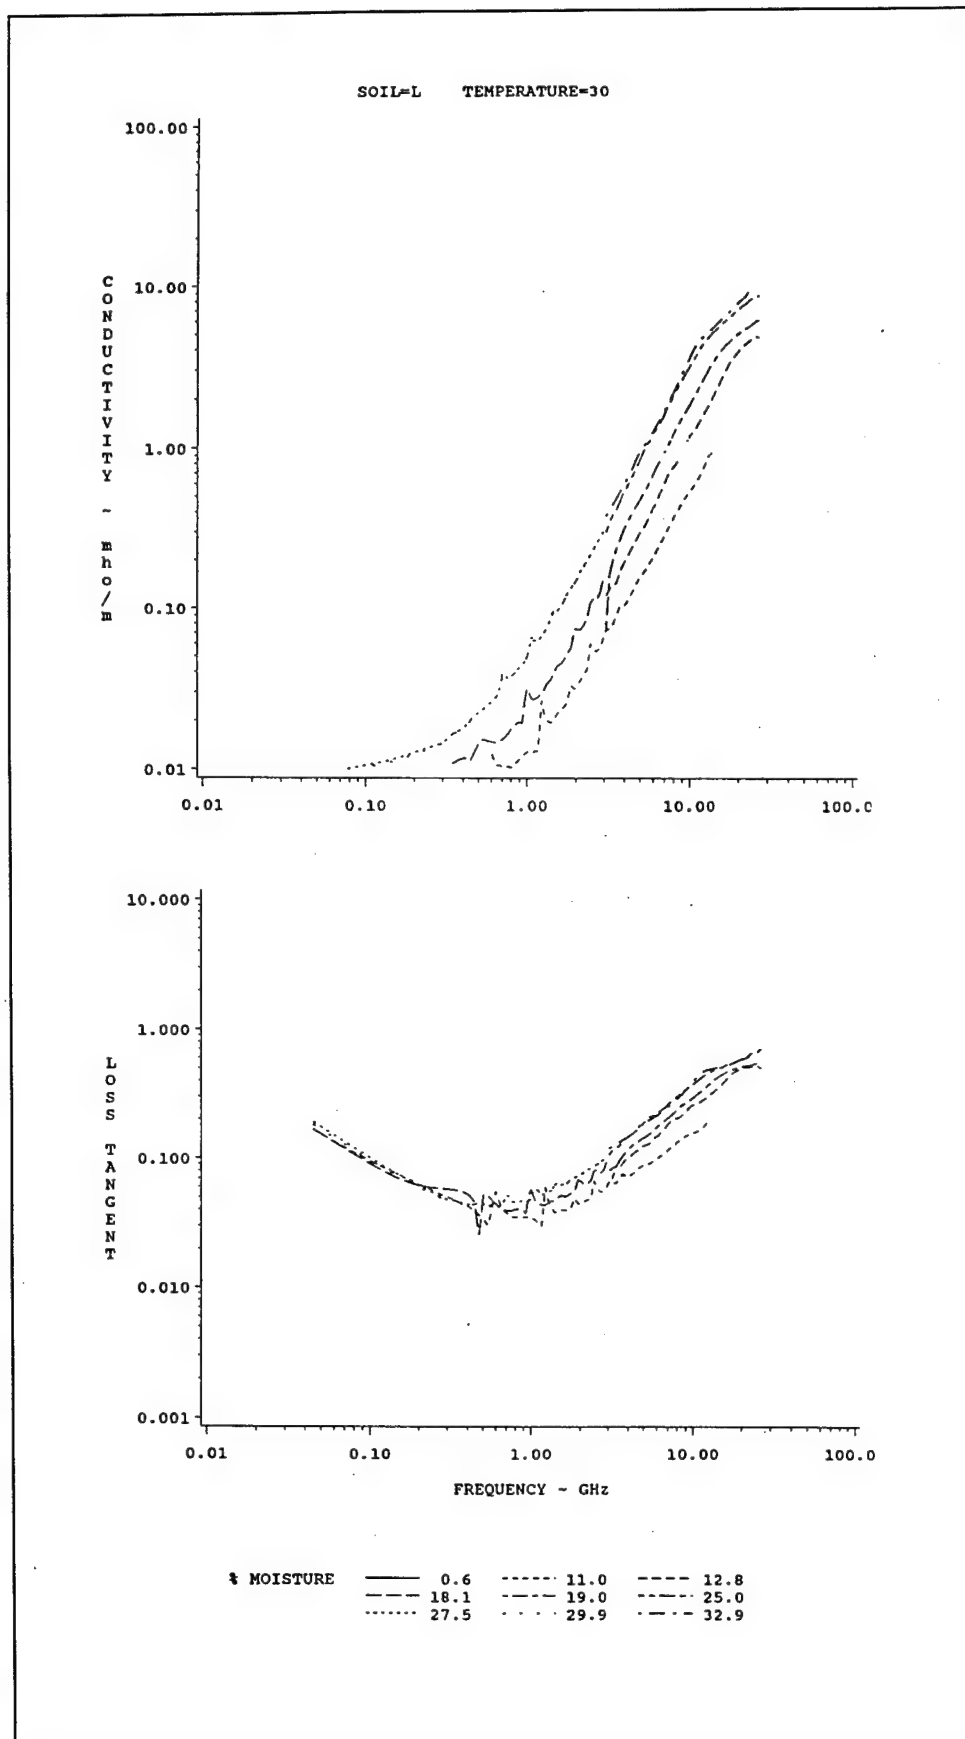 SOIL=L TEMPERATURE=30
100.00
10.00
1.00
0.10
0.01
CONDUCTIVITY ~ mho/m
0.01 0.10 1.00 10.00 100.0
10.000
1.000
0.100
0.010
0.001
LOSS TANGENT
0.01 0.10 1.00 10.00 100.0
FREQUENCY ~ GHz
% MOISTURE 0.6 11.0 12.8
18.1 19.0 25.0
27.5 29.9 32.9